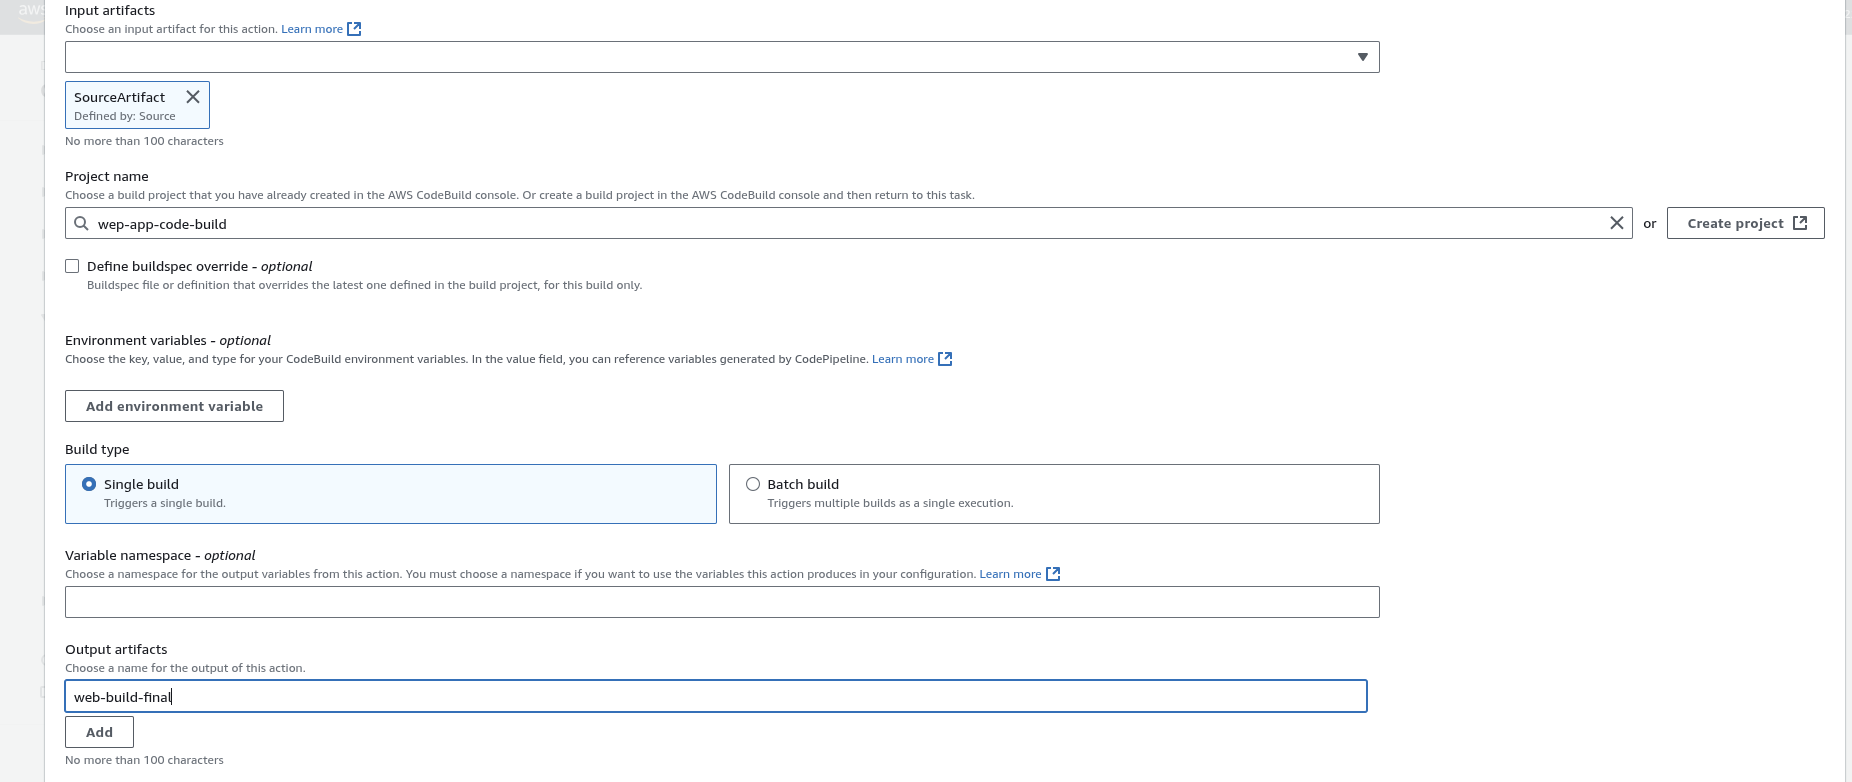 aws
Input artifacts
Choose an input artifact for this action. Learn more
SourceArtifact
Defined by: Source
No more than 100 characters
Project name
Choose a build project that you have already created in the AWS CodeBuild console. Or create a build project in the AWS CodeBuild console and then return to this task.
wep-app-code-build or Create project
Define buildspec override - optional
Buildspec file or definition that overrides the latest one defined in the build project, for this build only.
Environment variables - optional
Choose the key, value, and type for your CodeBuild environment variables. In the value field, you can reference variables generated by CodePipeline. Learn more
Add environment variable
Build type
Single build Batch build
Triggers a single build. Triggers multiple builds as a single execution.
Variable namespace - optional
Choose a namespace for the output variables from this action. You must choose a namespace if you want to use the variables this action produces in your configuration. Learn more
Output artifacts
Choose a name for the output of this action.
web-build-final
Add
No more than 100 characters